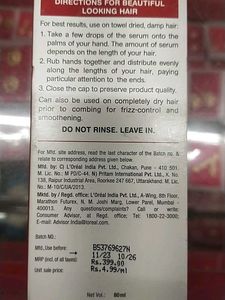 DIRECTIONS FOR BEAUTIFUL
LOOKING HAIR
For best results, use on towel dried, damp hair:
1. Take a few drops of the serum onto the
palms of your hand. The amount of serum
depends on the length of your hair.
2. Rub hands together and distribute evenly
along the lengths of your hair, paying
particular attention to the ends.
3. Close the cap to preserve product quality.
Can also be used on completely dry hair
prior to combing for frizz-control and
smoothening.
DO NOT RINSE. LEAVE IN.
For Mfd. site address, read the last character of the Batch no. &
relate to corresponding address given below
Mfd. by: C) L'Oréal India Pvt. Ltd., Chakan, Pune - 410 501.
M. Lic. No.: M PD/C-44. N) Pritam International Pvt. Ltd., K. No.
138, Raipur Industrial Area, Roorkee 247 667, Uttarakhand. M. Lic.
No.: M-10/C/UA/2013.
Mktd. by / Regd. office: L'Oréal India Pvt. Ltd., A-Wing, 8th Floor,
Marathon Futurex, N. M. Joshi Marg, Lower Parel, Mumbai -
400013. Any questions/complaints? Call or write:
Consumer Advisor, at Regd. office: Tel: 1800-22-3000;
E-mail: Advisor.India@loreal.com
Batch No.: B53769627N
Mfd., Use before: 11/23 10/26
MRP (incl. of all taxes): Rs.399.00
Unit sale price: Rs.4.99/ml
Net Vol.: 80ml